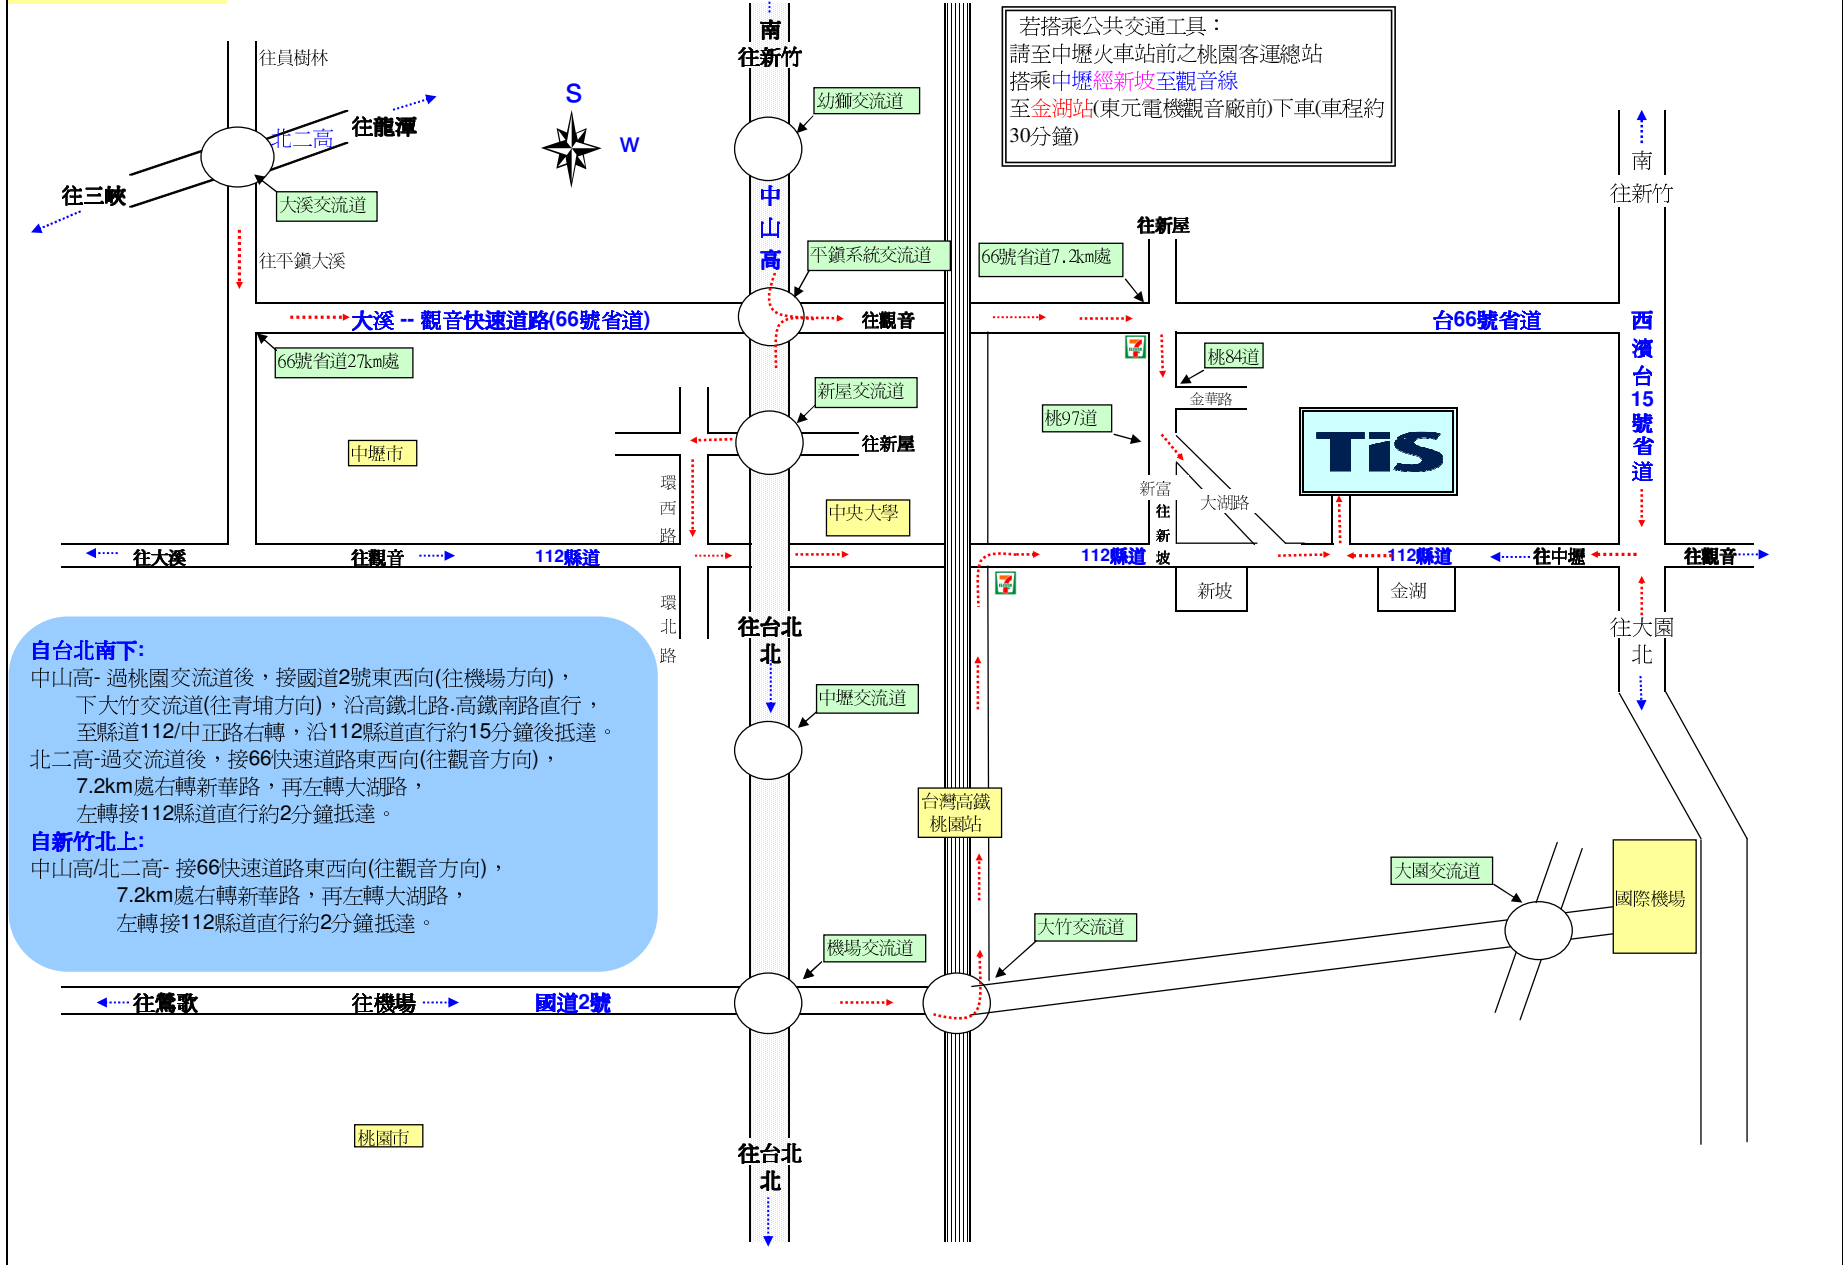 若搭乘公共交通工具：
請至中壢火車站前之桃園客運總站
搭乘中壢經新坡至觀音線
至金湖站(東元電機觀音廠前)下車(車程約
30分鐘)
南
往新竹
往員樹林
幼獅交流道
北二高
往龍潭
S
W
往三峽
大溪交流道
中
山
高
南
往新竹
往新屋
往平鎮大溪
平鎮系統交流道
66號省道7.2km處
大溪 -- 觀音快速道路(66號省道)
往觀音
台66號省道
66號省道27km處
新屋交流道
桃84道
金華路
桃97道
西
濱
台
15
號
省
道
中壢市
往新屋
TiS
環
西
路
中央大學
新富
大湖路
往
新
坡
往大溪
往觀音
112縣道
112縣道
112縣道
往中壢
往觀音
7
ELEVEN
7
ELEVEN
新坡
金湖
環
北
路
往台北
北
往大園
北
自台北南下:
中山高- 過桃園交流道後，接國道2號東西向(往機場方向)，
下大竹交流道(往青埔方向)，沿高鐵北路.高鐵南路直行，
至縣道112/中正路右轉，沿112縣道直行約15分鐘後抵達。
北二高-過交流道後，接66快速道路東西向(往觀音方向)，
7.2km處右轉新華路，再左轉大湖路，
左轉接112縣道直行約2分鐘抵達。
自新竹北上:
中山高/北二高- 接66快速道路東西向(往觀音方向)，
7.2km處右轉新華路，再左轉大湖路，
左轉接112縣道直行約2分鐘抵達。
中壢交流道
台灣高鐵
桃園站
大園交流道
國際機場
大竹交流道
機場交流道
往鶯歌
往機場
國道2號
桃園市
往台北
北